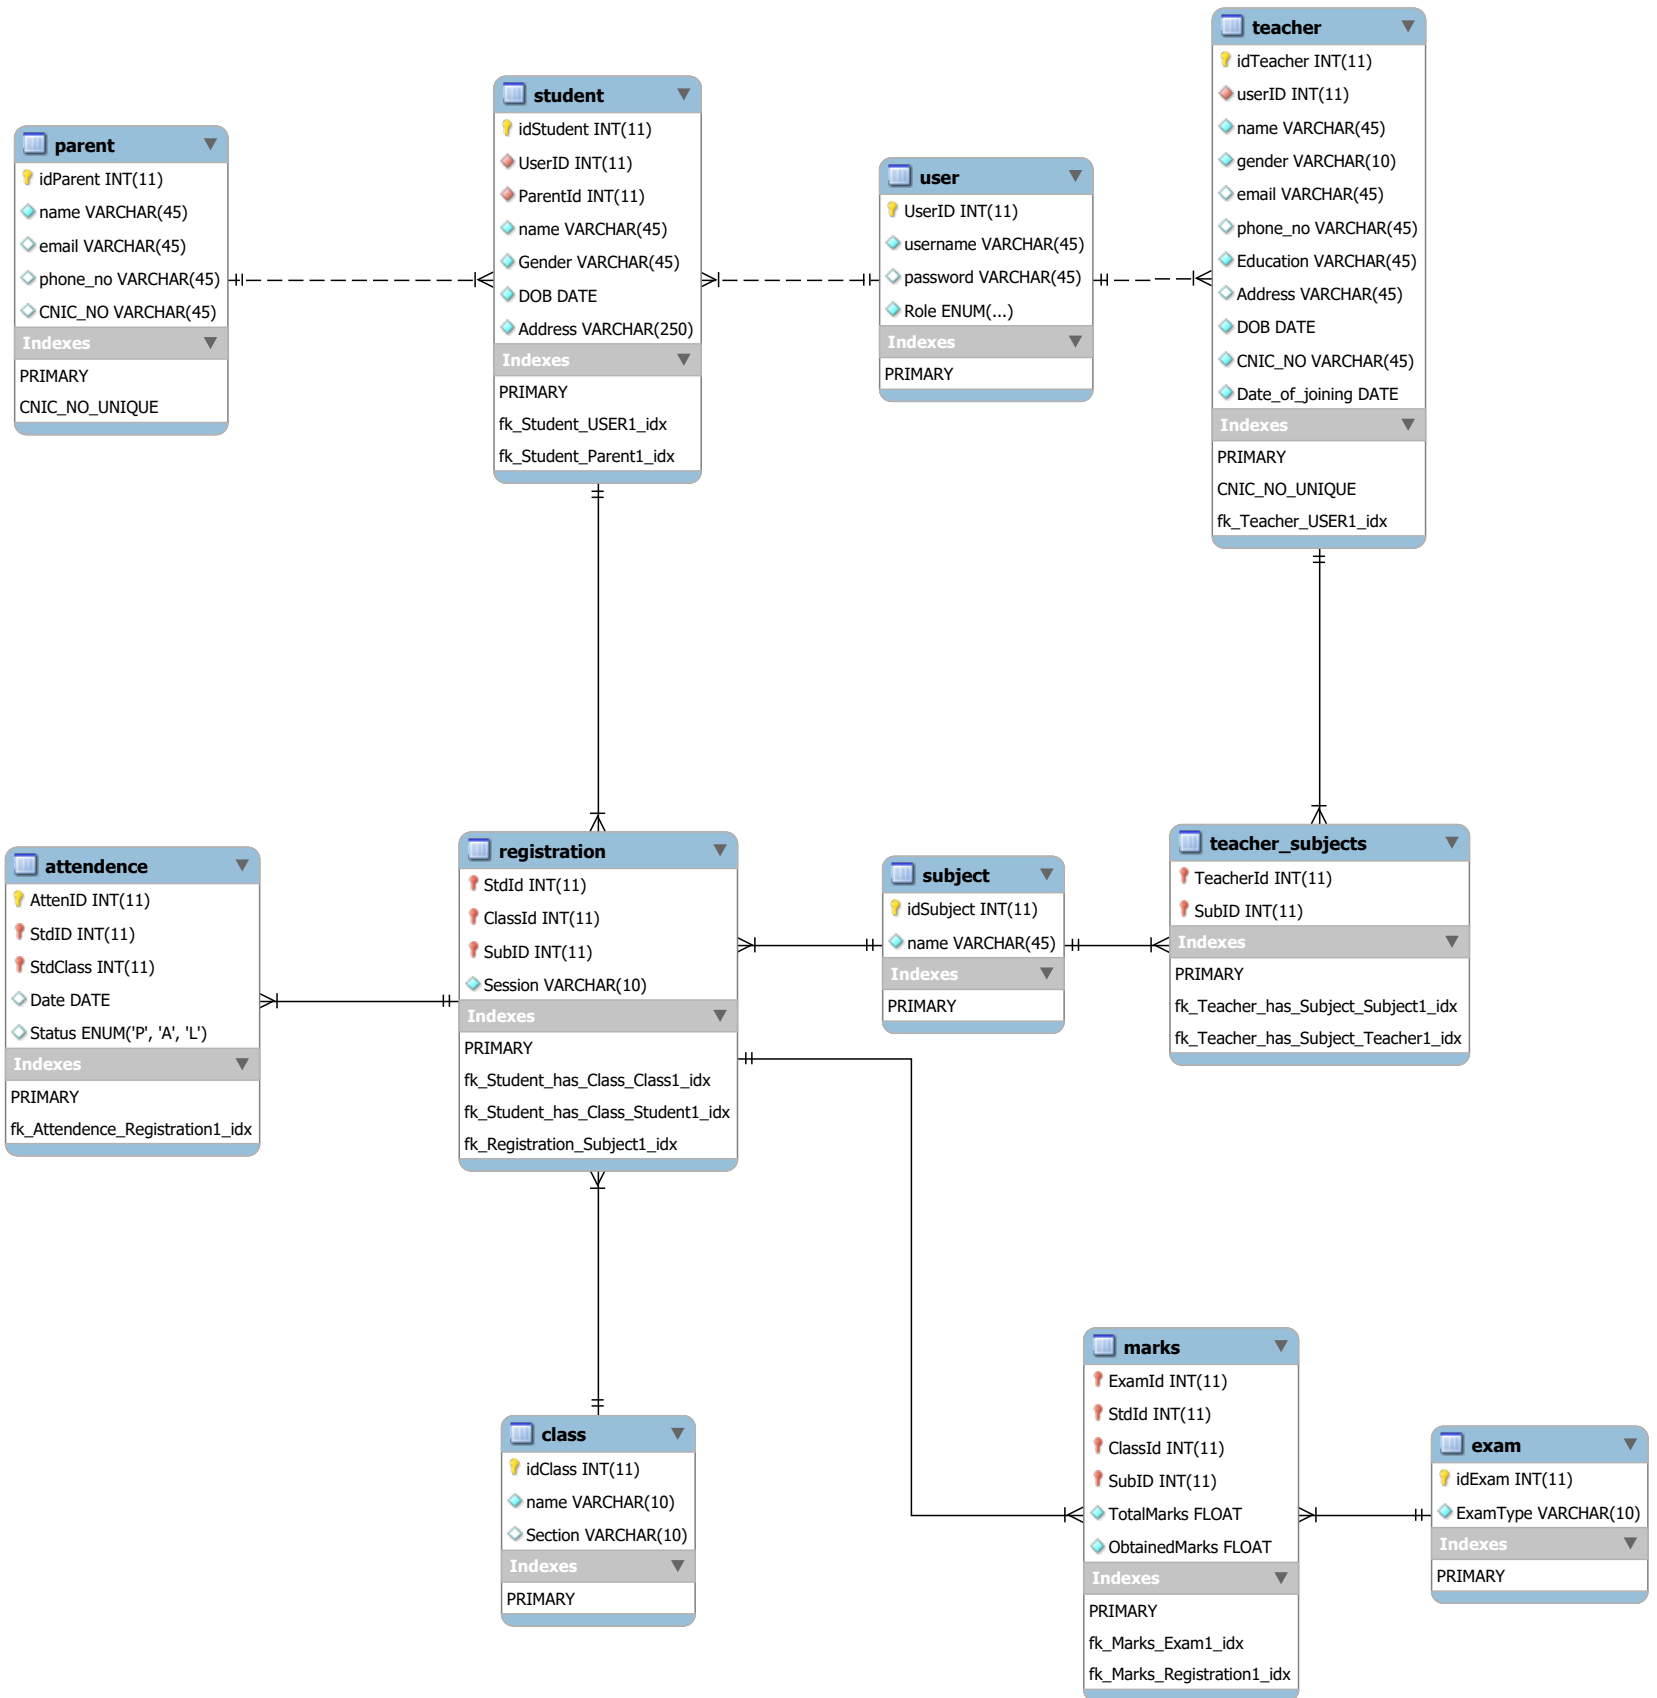 teacher
idTeacher INT(11)
userID INT(11)
name VARCHAR(45)
gender VARCHAR(10)
email VARCHAR(45)
phone_no VARCHAR(45)
Education VARCHAR(45)
Address VARCHAR(45)
DOB DATE
CNIC_NO VARCHAR(45)
Date_of_joining DATE
Indexes
PRIMARY
CNIC_NO_UNIQUE
fk_Teacher_USER1_idx
student
idStudent INT(11)
UserID INT(11)
ParentId INT(11)
name VARCHAR(45)
Gender VARCHAR(45)
DOB DATE
Address VARCHAR(250)
Indexes
PRIMARY
fk_Student_USER1_idx
fk_Student_Parent1_idx
parent
idParent INT(11)
name VARCHAR(45)
email VARCHAR(45)
phone_no VARCHAR(45)
CNIC_NO VARCHAR(45)
Indexes
PRIMARY
CNIC_NO_UNIQUE
user
UserID INT(11)
username VARCHAR(45)
password VARCHAR(45)
Role ENUM(...)
Indexes
PRIMARY
attendence
AttenID INT(11)
StdID INT(11)
StdClass INT(11)
Date DATE
Status ENUM('P', 'A', 'L')
Indexes
PRIMARY
fk_Attendence_Registration1_idx
registration
StdId INT(11)
ClassId INT(11)
SubID INT(11)
Session VARCHAR(10)
Indexes
PRIMARY
fk_Student_has_Class_Class1_idx
fk_Student_has_Class_Student1_idx
fk_Registration_Subject1_idx
subject
idSubject INT(11)
name VARCHAR(45)
Indexes
PRIMARY
teacher_subjects
TeacherId INT(11)
SubID INT(11)
Indexes
PRIMARY
fk_Teacher_has_Subject_Subject1_idx
fk_Teacher_has_Subject_Teacher1_idx
class
idClass INT(11)
name VARCHAR(10)
Section VARCHAR(10)
Indexes
PRIMARY
marks
ExamId INT(11)
StdId INT(11)
ClassId INT(11)
SubID INT(11)
TotalMarks FLOAT
ObtainedMarks FLOAT
Indexes
PRIMARY
fk_Marks_Exam1_idx
fk_Marks_Registration1_idx
exam
idExam INT(11)
ExamType VARCHAR(10)
Indexes
PRIMARY